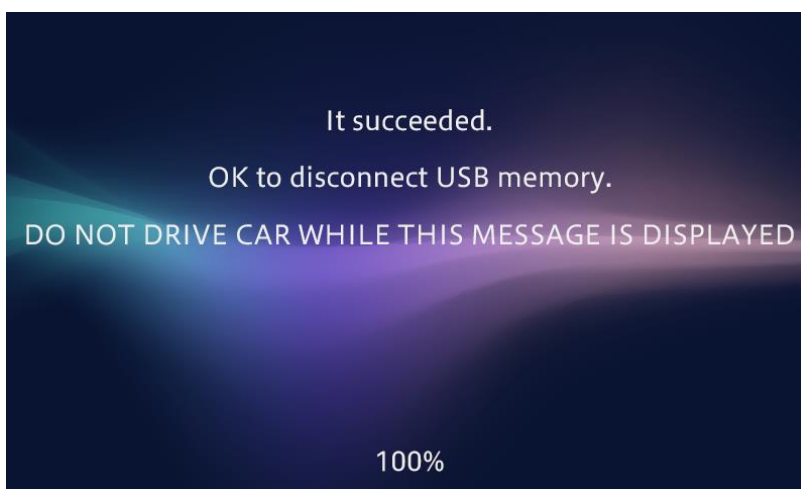 It succeeded.
OK to disconnect USB memory.
DO NOT DRIVE CAR WHILE THIS MESSAGE IS DISPLAYED
100%